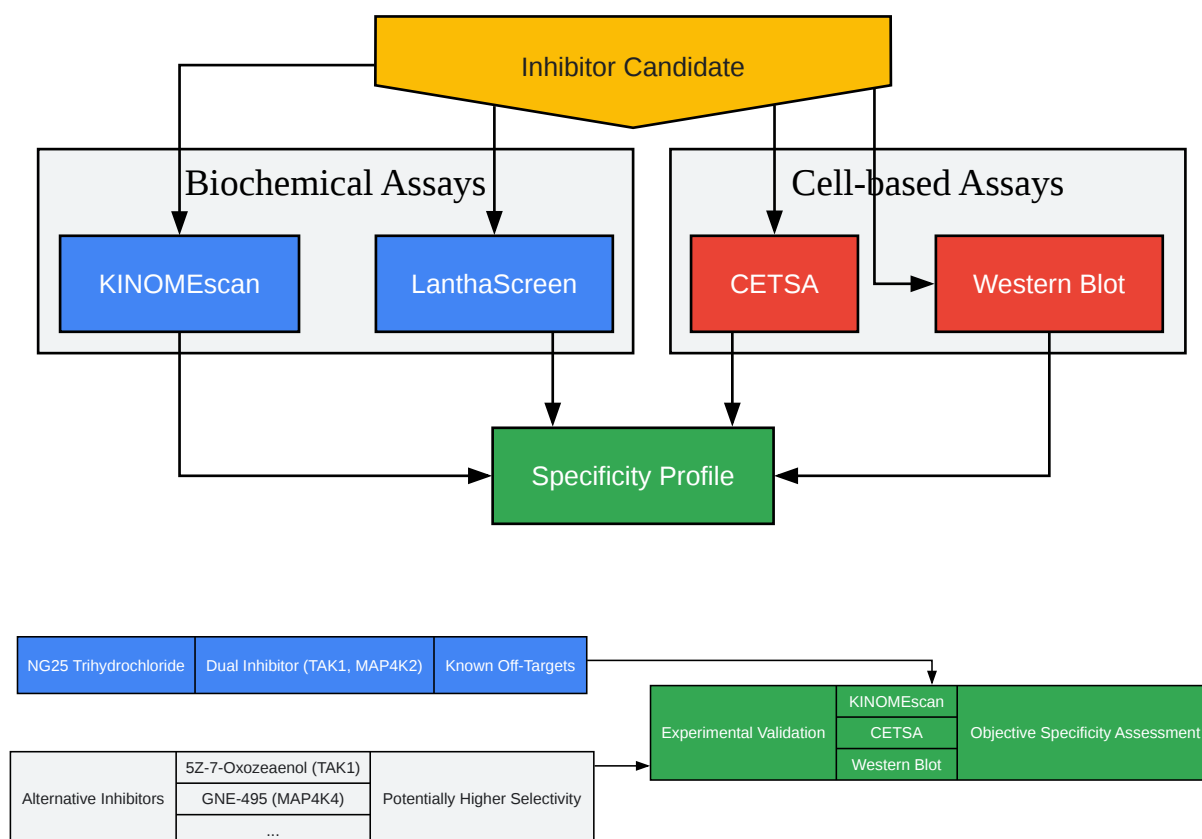 Inhibitor Candidate
Biochemical Assays
Cell-based Assays
KINOMEscan
LanthaScreen
CETSA
Western Blot
Specificity Profile
NG25 Trihydrochloride
Dual Inhibitor (TAK1, MAP4K2)
Known Off-Targets
Experimental Validation
KINOMEscan
CETSA
Western Blot
Objective Specificity Assessment
Alternative Inhibitors
5Z-7-Oxozeaenol (TAK1)
GNE-495 (MAP4K4)
...
Potentially Higher Selectivity